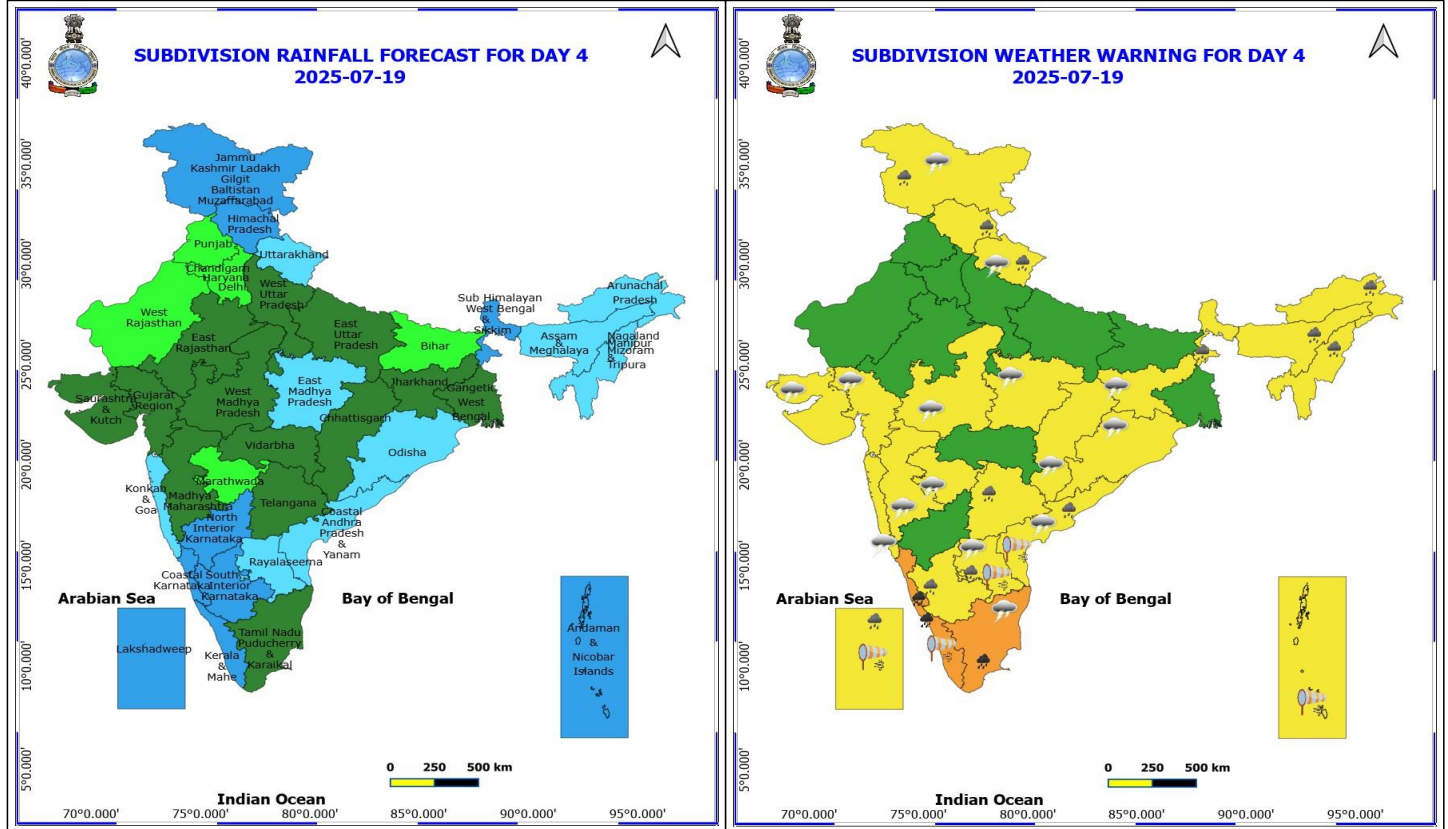 SUBDIVISION RAINFALL FORECAST FOR DAY 4
2025-07-19
40°0.000'
35°0.000'
30°0.000'
25°0.000'
20°0.000'
15°0.000'
10°0.000'
5°0.000'
Jammu
Kashmir Ladakh
Gilgit
Baltistan
Muzaffarabad
Himachal
Pradesh
Punjab
Uttarakhand
Chandigarh
Haryana
Delhi
West
Uttar
Pradesh
West
Rajasthan
East
Rajasthan
East
Uttar
Pradesh
Bihar
Sub Himalayan
West Bengal
&
Sikkim
Arunachal
Pradesh
Assam
&
Meghalaya
Nagaland
Manipur
Mizoram
&
Tripura
Saurashtra
&
Kutch
Gujarat
Region
West
Madhya
Pradesh
East
Madhya
Pradesh
Jharkhand
Gangetic
West
Bengal
Chhattisgarh
Vidarbha
Odisha
Konkan
&
Goa
Madhya
Maharashtra
Marathwada
Telangana
North
Interior
Karnataka
Coastal
Andhra
Pradesh
&
Yanam
Rayalaseema
Coastal
Karnataka
South
Interior
Karnataka
Arabian Sea
Bay of Bengal
Lakshadweep
Tamil Nadu
Puducherry
&
Karaikal
Kerala
&
Mahe
Andaman
&
Nicobar
Islands
0 250 500 km
Indian Ocean
70°0.000' 75°0.000' 80°0.000' 85°0.000' 90°0.000' 95°0.000'
SUBDIVISION WEATHER WARNING FOR DAY 4
2025-07-19
40°0.000'
35°0.000'
30°0.000'
25°0.000'
20°0.000'
15°0.000'
10°0.000'
5°0.000'
Arabian Sea
Bay of Bengal
0 250 500 km
Indian Ocean
70°0.000' 75°0.000' 80°0.000' 85°0.000' 90°0.000' 95°0.000'